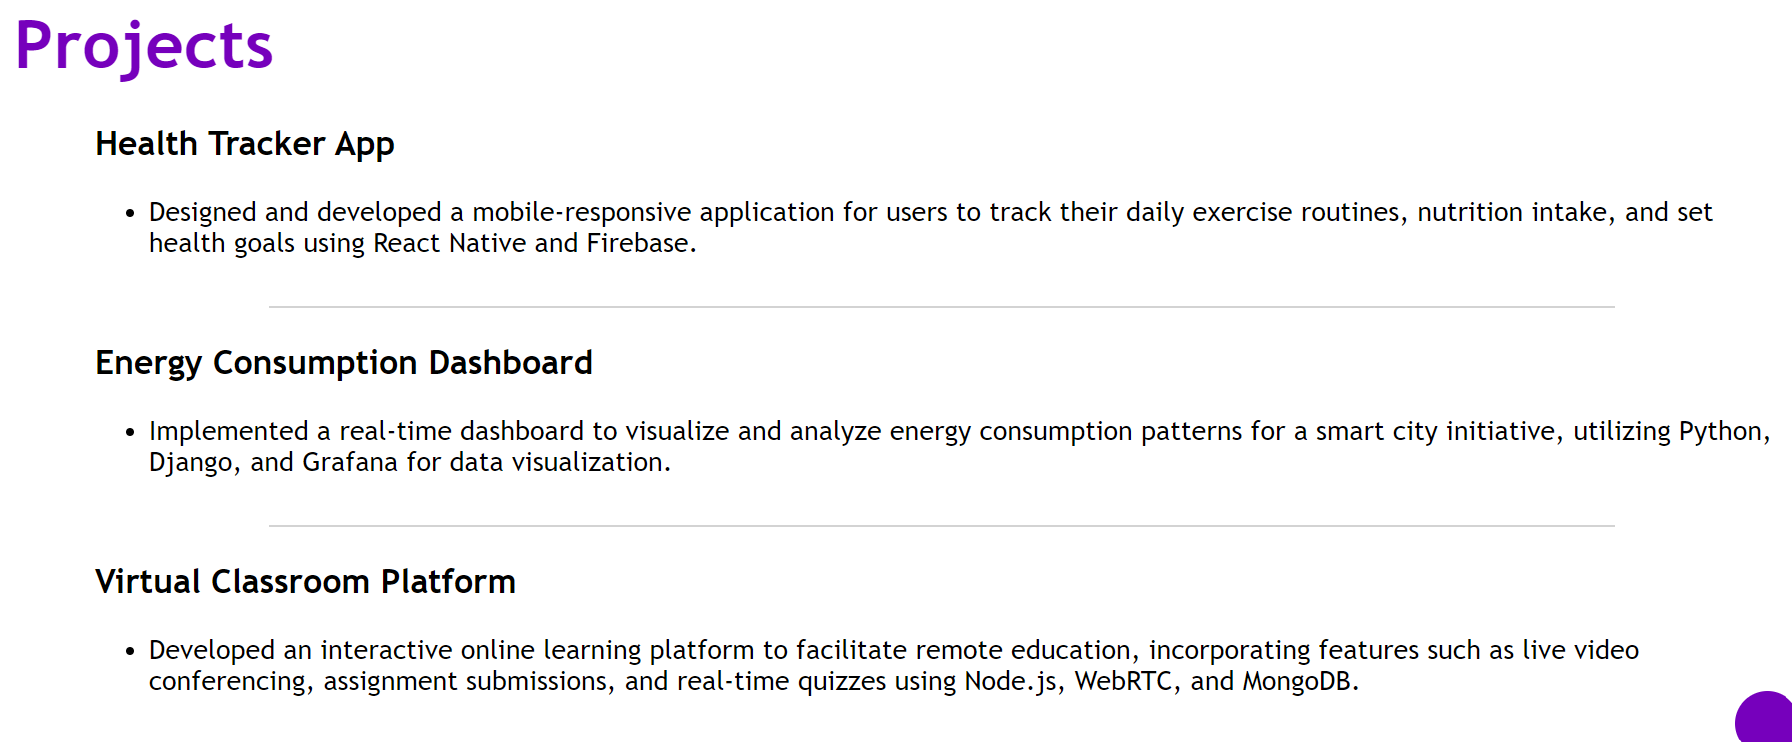 Projects
Health Tracker App
• Designed and developed a mobile-responsive application for users to track their daily exercise routines, nutrition intake, and set
health goals using React Native and Firebase.
Energy Consumption Dashboard
• Implemented a real-time dashboard to visualize and analyze energy consumption patterns for a smart city initiative, utilizing Python,
Django, and Grafana for data visualization.
Virtual Classroom Platform
• Developed an interactive online learning platform to facilitate remote education, incorporating features such as live video
conferencing, assignment submissions, and real-time quizzes using Node.js, WebRTC, and MongoDB.